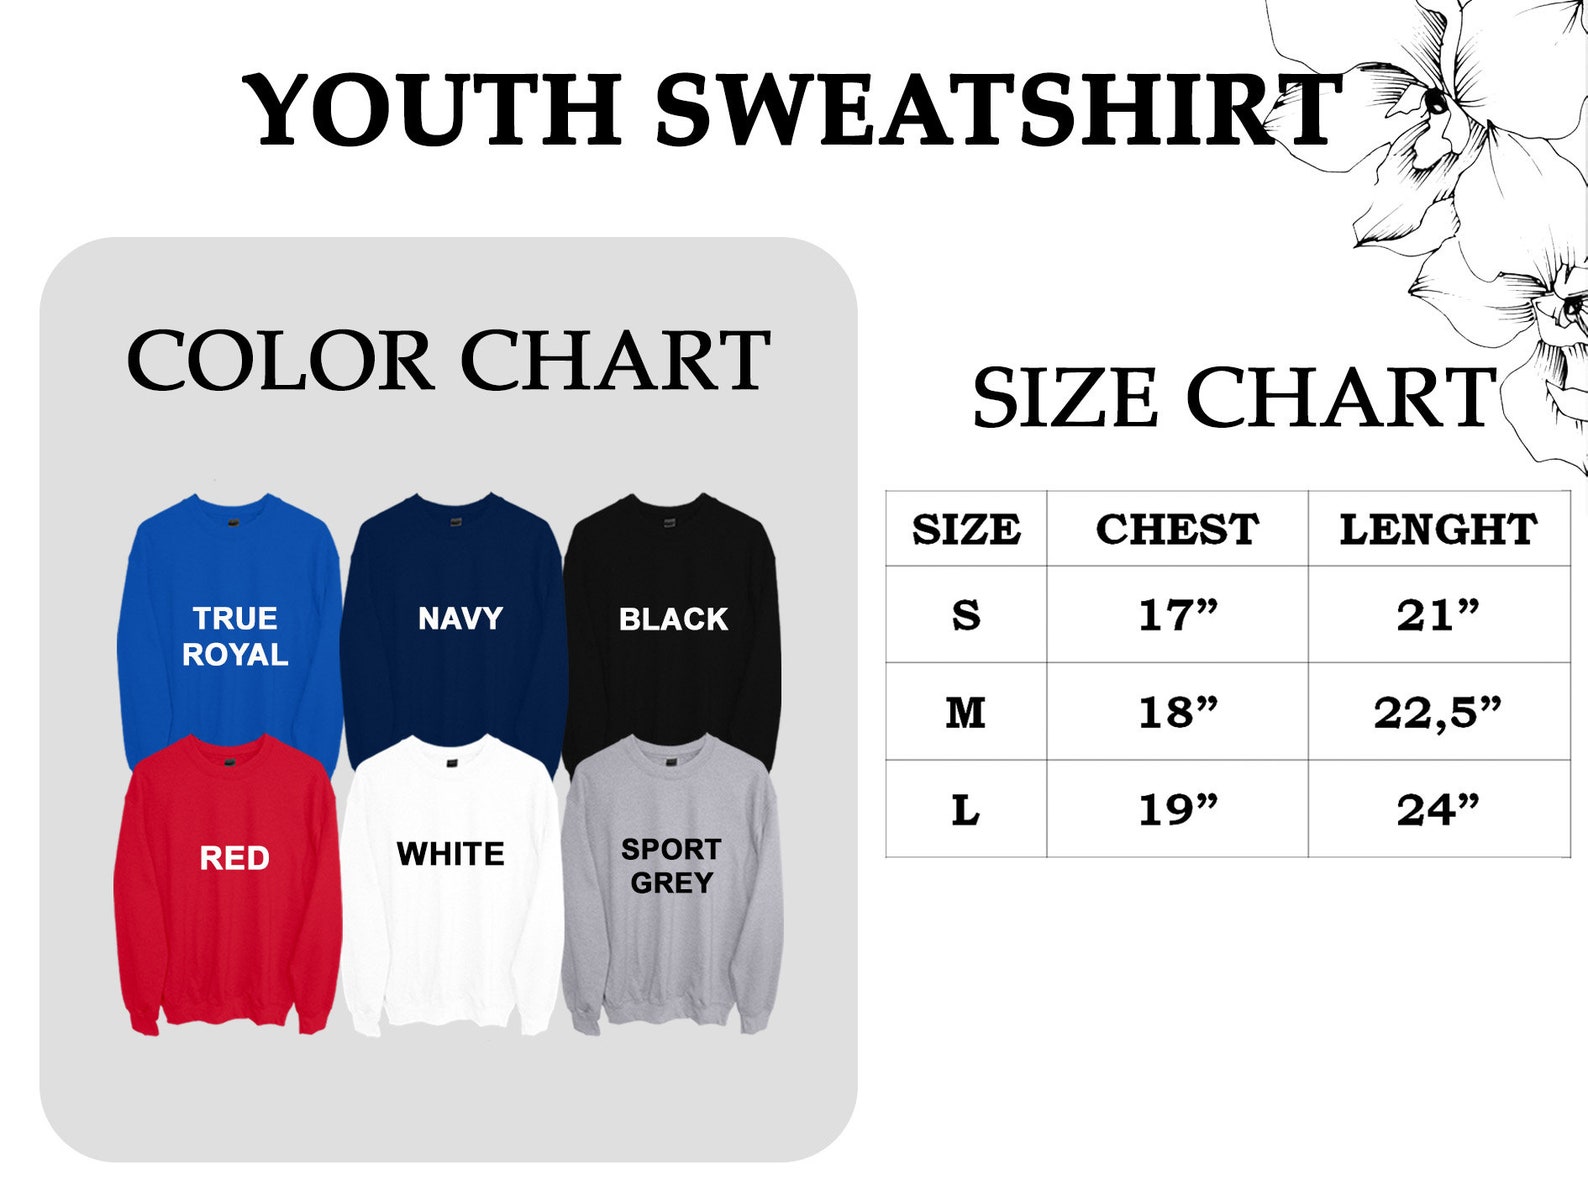 YOUTH SWEATSHIRT
COLOR CHART
TRUE
ROYAL
NAVY
BLACK
RED
WHITE
SPORT
GREY
SIZE CHART
SIZE CHEST LENGHT
S 17” 21”
M 18” 22,5”
L 19” 24”